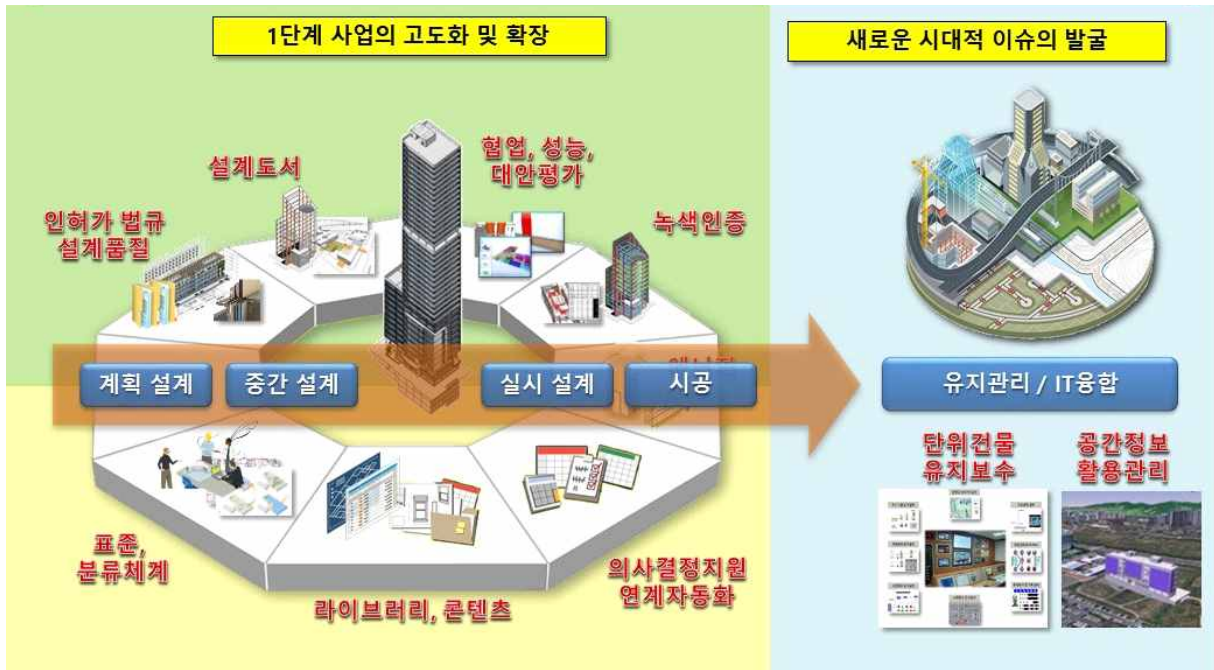 1단계 사업의 고도화 및 확장
새로운 시대적 이슈의 발굴
설계도서
협업, 성능,
대안평가
인허가 법규
설계품질
녹색인증
계획 설계
중간 설계
실시 설계
시공
유지관리 / IT융합
단위건물
유지보수
공간정보
활용관리
표준,
분류체계
라이브러리, 콘텐츠
의사결정지원
연계자동화